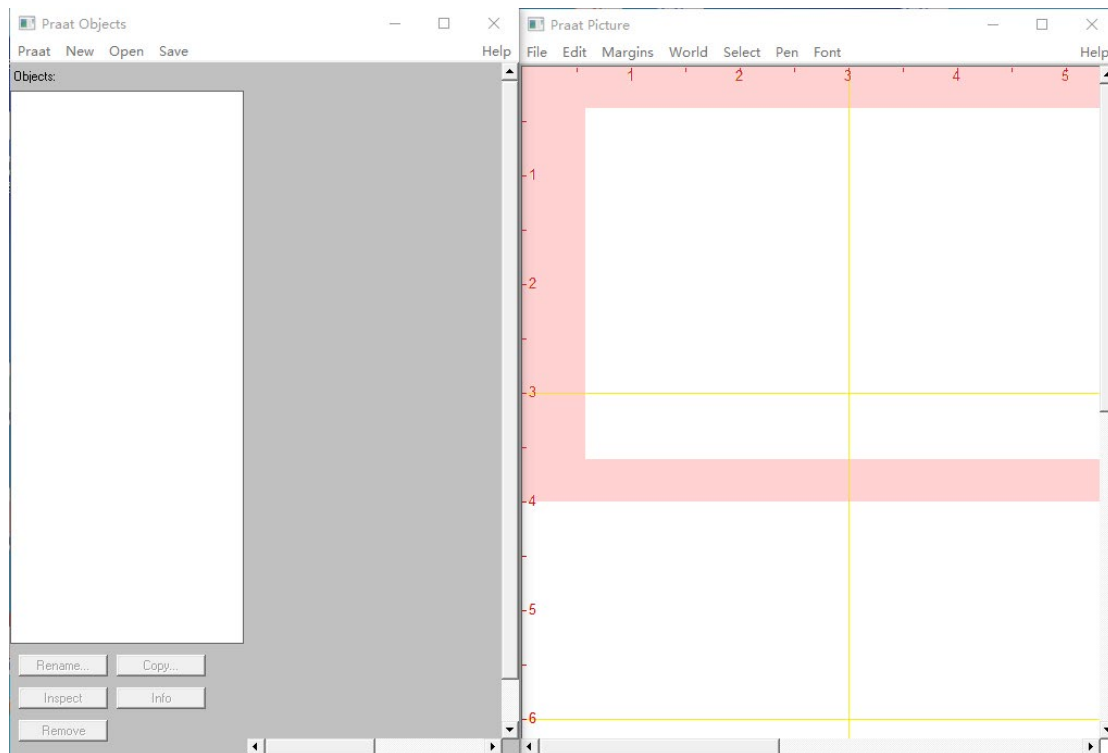 Praat Objects
Praat New Open Save Help
Objects:
Rename... Copy...
Inspect Info
Remove
Praat Picture
File Edit Margins World Select Pen Font Help
1 2 3 4 5
1
2
3
4
5
6